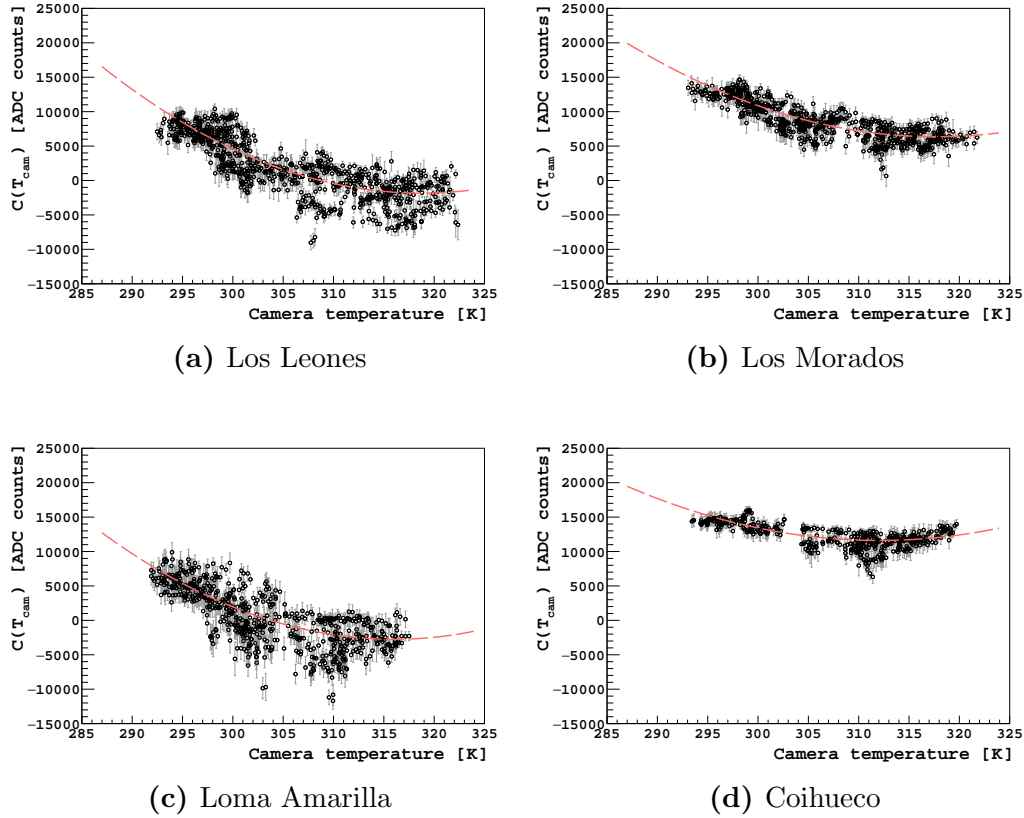 C(T_cam) [ADC counts]
25000
20000
15000
10000
5000
0
−5000
−10000
−15000
285 290 295 300 305 310 315 320 325
Camera temperature [K]
(a) Los Leones
C(T_cam) [ADC counts]
25000
20000
15000
10000
5000
0
−5000
−10000
−15000
285 290 295 300 305 310 315 320 325
Camera temperature [K]
(b) Los Morados
C(T_cam) [ADC counts]
25000
20000
15000
10000
5000
0
−5000
−10000
−15000
285 290 295 300 305 310 315 320 325
Camera temperature [K]
(c) Loma Amarilla
C(T_cam) [ADC counts]
25000
20000
15000
10000
5000
0
−5000
−10000
−15000
285 290 295 300 305 310 315 320 325
Camera temperature [K]
(d) Coihueco